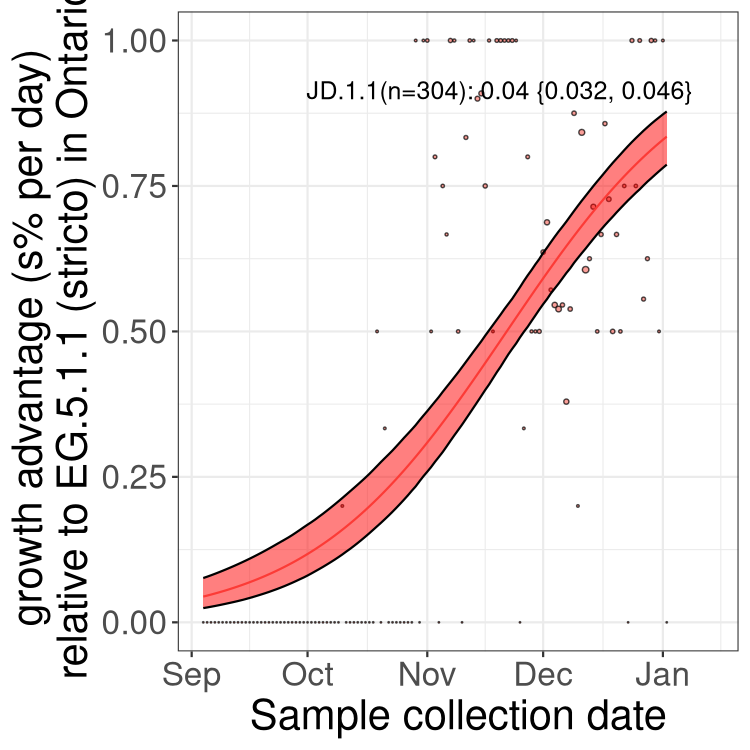 growth advantage (s% per day)
relative to EG.5.1.1 (stricto) in Ontario
1.00
0.75
0.50
0.25
0.00
JD.1.1(n=304):0.04 {0.032, 0.046}
Sep Oct Nov Dec Jan
Sample collection date